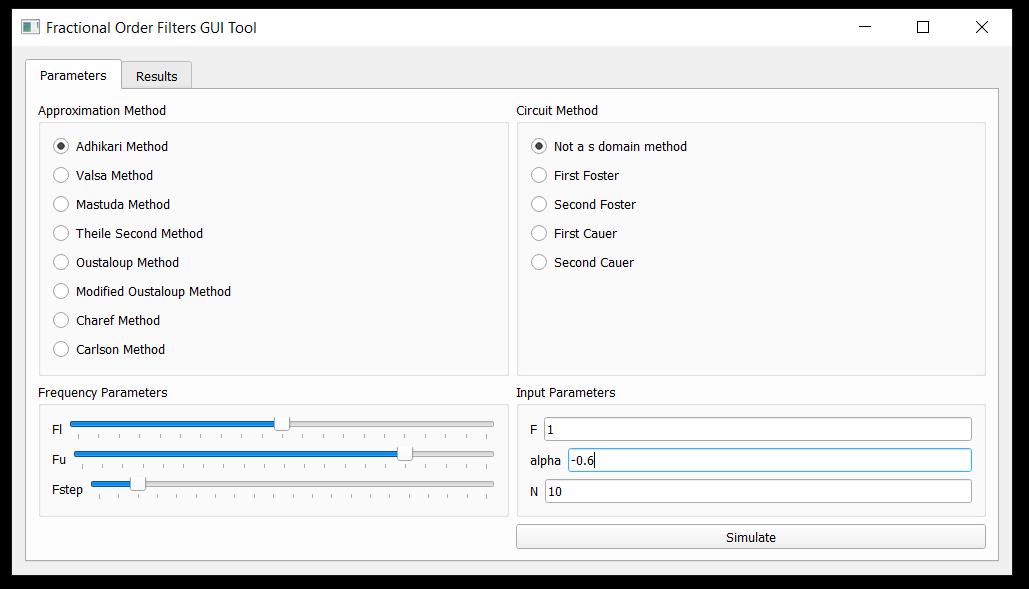 Fractional Order Filters GUI Tool
Parameters
Results
Approximation Method
Adhikari Method
Valsa Method
Mastuda Method
Theile Second Method
Oustaloup Method
Modified Oustaloup Method
Charef Method
Carlson Method
Circuit Method
Not a s domain method
First Foster
Second Foster
First Cauer
Second Cauer
Frequency Parameters
Fl
Fu
Fstep
Input Parameters
F 1
alpha -0.6
N 10
Simulate